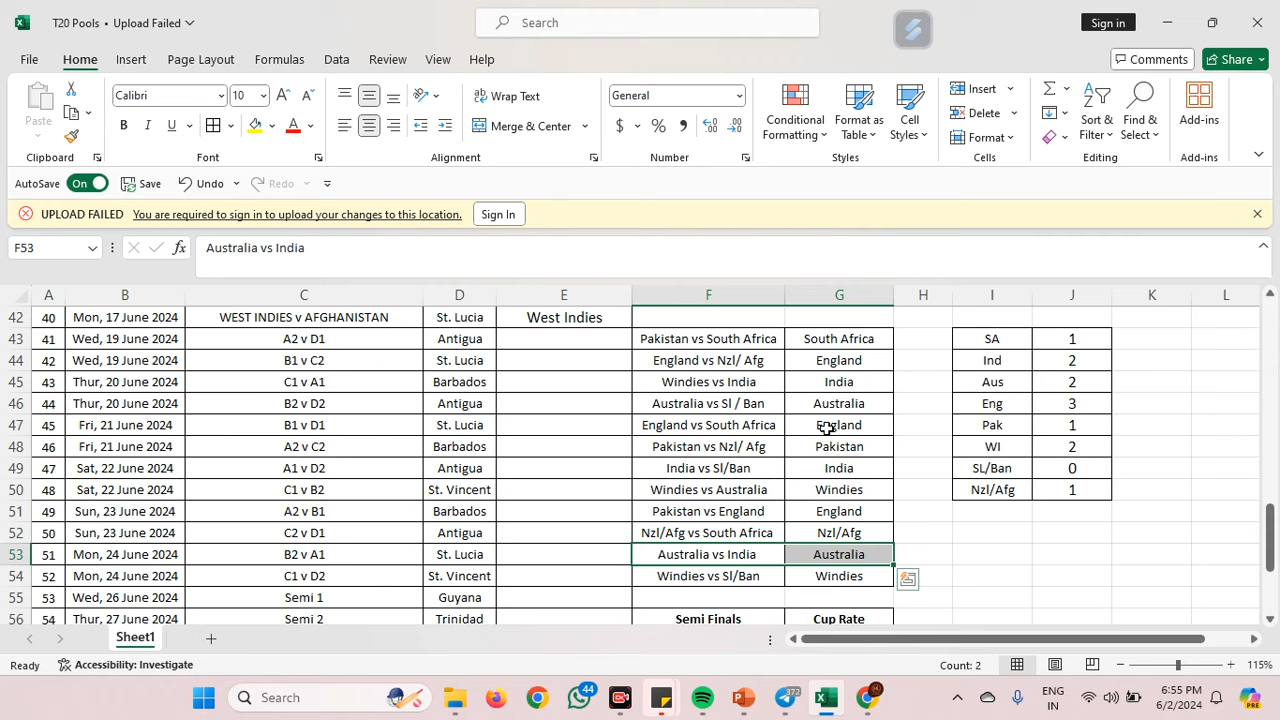 T20 Pools • Upload Failed
Search
Sign in
File Home Insert Page Layout Formulas Data Review View Help
Comments Share
Paste
Calibri 10
B I U
Wrap Text
Merge & Center
General
$ % ,
Conditional Formatting
Format as Table
Cell Styles
Insert
Delete
Format
Sort & Filter
Find & Select
Add-ins
Clipboard Font Alignment Number Styles Cells Editing Add-ins
AutoSave On Save Undo Redo
UPLOAD FAILED You are required to sign in to upload your changes to this location. Sign In
F53 fx Australia vs India
A B C D E F G H I J K L
42 40 Mon, 17 June 2024 WEST INDIES v AFGHANISTAN St. Lucia West Indies
43 41 Wed, 19 June 2024 A2 v D1 Antigua Pakistan vs South Africa South Africa SA 1
44 42 Wed, 19 June 2024 B1 v C2 St. Lucia England vs Nzl/ Afg England Ind 2
45 43 Thur, 20 June 2024 C1 v A1 Barbados Windies vs India India Aus 2
46 44 Thur, 20 June 2024 B2 v D2 Antigua Australia vs Sl / Ban Australia Eng 3
47 45 Fri, 21 June 2024 B1 v D1 St. Lucia England vs South Africa England Pak 1
48 46 Fri, 21 June 2024 A2 v C2 Barbados Pakistan vs Nzl/ Afg Pakistan WI 2
49 47 Sat, 22 June 2024 A1 v D2 Antigua India vs Sl/Ban India SL/Ban 0
50 48 Sat, 22 June 2024 C1 v B2 St. Vincent Windies vs Australia Windies Nzl/Afg 1
51 49 Sun, 23 June 2024 A2 v B1 Barbados Pakistan vs England England
52 50 Sun, 23 June 2024 C2 v D1 Antigua Nzl/Afg vs South Africa Nzl/Afg
53 51 Mon, 24 June 2024 B2 v A1 St. Lucia Australia vs India Australia
54 52 Mon, 24 June 2024 C1 v D2 St. Vincent Windies vs Sl/Ban Windies
55 53 Wed, 26 June 2024 Semi 1 Guyana
56 54 Thur, 27 June 2024 Semi 2 Trinidad Semi Finals Cup Rate
Sheet1
Ready Accessibility: Investigate Count: 2 115%
Search 44 372 ENG IN 6:55 PM 6/2/2024 PRE